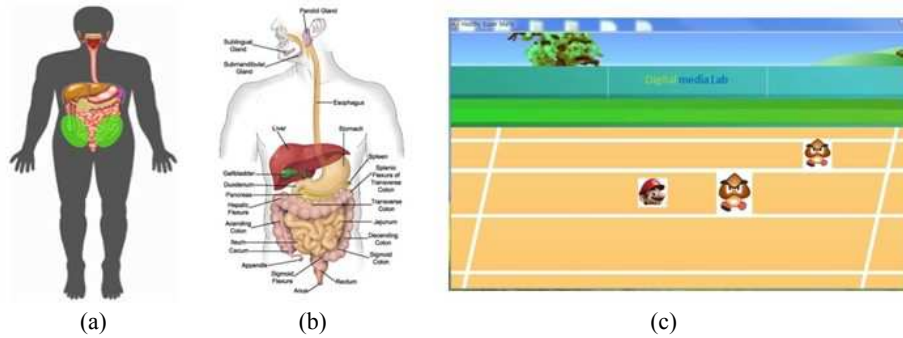 Parotid Gland
Sublingual
Gland
Submandibular
Gland
Esophagus
Liver
Stomach
Spleen
Gallbladder
Splenic
Flexure of
Transverse
Colon
Duodenum
Pancreas
Hepatic
Flexure
Transverse
Colon
Ascending
Colon
Jejunum
Ileum
Descending
Colon
Cecum
Sigmoid
Colon
Appendix
Sigmoid
Flexure
Rectum
Anus
Digital media Lab
(a)
(b)
(c)